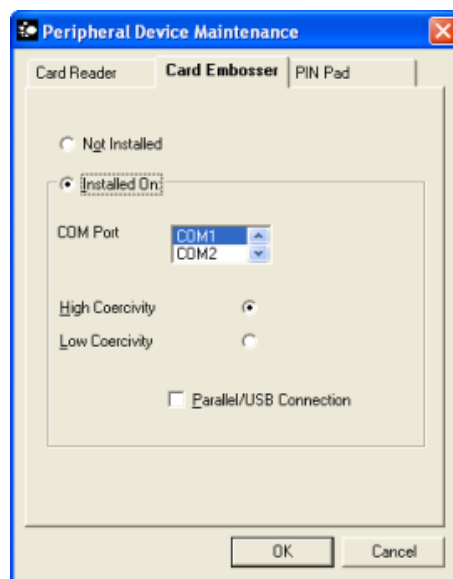 Peripheral Device Maintenance
Card Reader Card Embosser PIN Pad
Not Installed
Installed On:
COM Port
COM1
COM2
High Coercivity
Low Coercivity
Parallel/USB Connection
OK Cancel